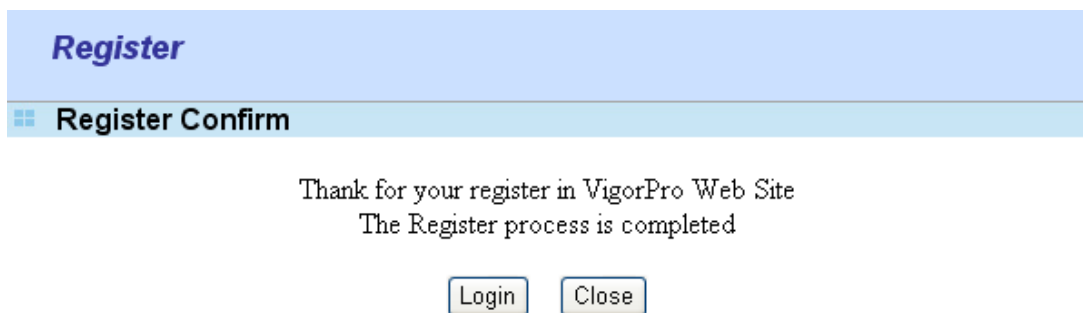 Register
Register Confirm
Thank for your register in VigorPro Web Site
The Register process is completed
Login Close